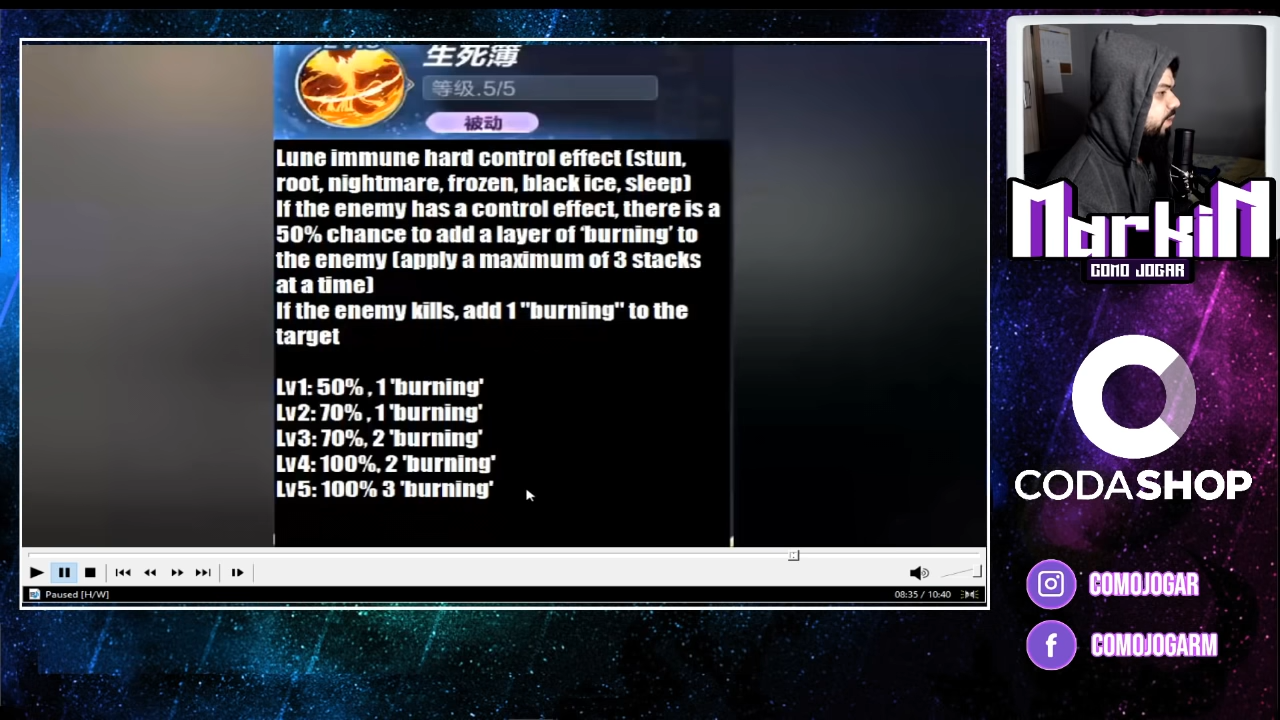 生死簿
等级.5/5
被动
Lune immune hard control effect (stun,
root, nightmare, frozen, black ice, sleep)
If the enemy has a control effect, there is a
50% chance to add a layer of ‘burning’ to
the enemy (apply a maximum of 3 stacks
at a time)
If the enemy kills, add 1 "burning" to the
target
Lv1: 50% , 1 'burning'
Lv2: 70% , 1 'burning'
Lv3: 70%, 2 'burning'
Lv4: 100%, 2 'burning'
Lv5: 100% 3 'burning'
Paused [H/W]
08:35 / 10:40
MarkiN
COMO JOGAR
CODASHOP
COMOJOGAR
COMOJOGARM